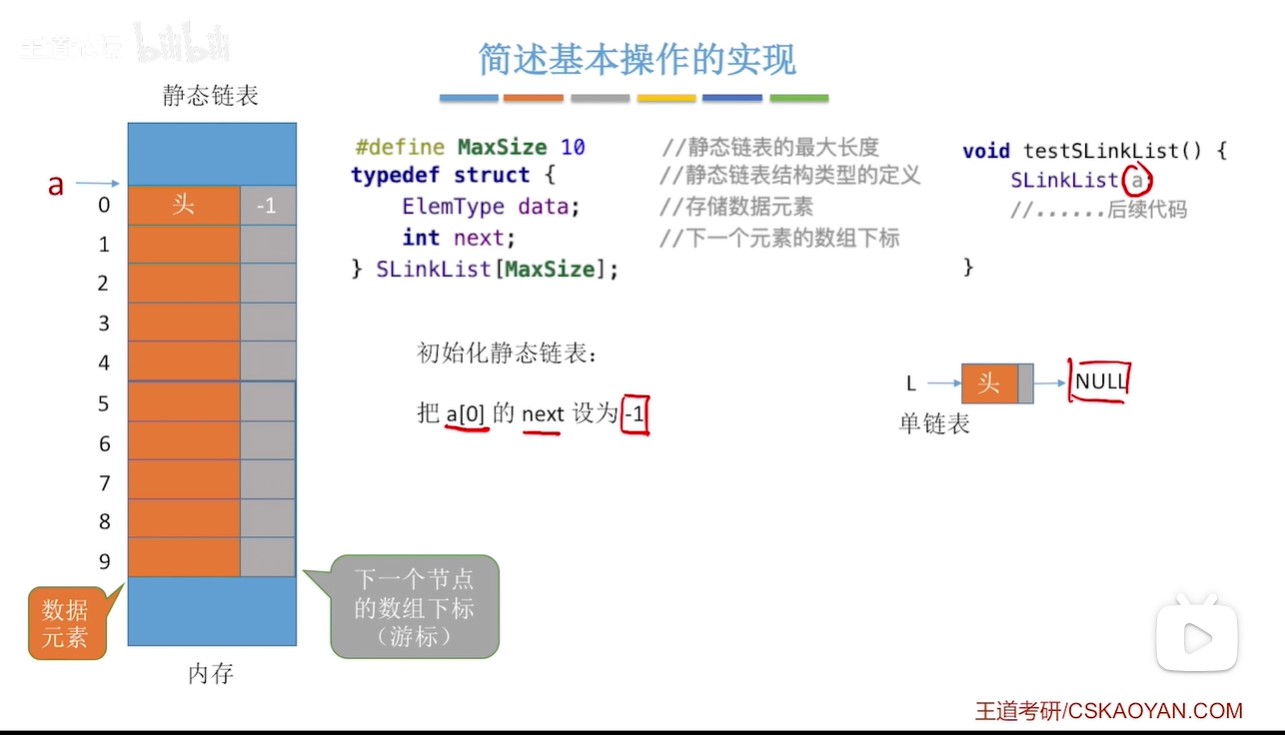 bilibili
简述基本操作的实现
静态链表
a
0 头 -1
1
2
3
4
5
6
7
8
9
数据
元素
下一个节点
的数组下标
（游标）
内存
#define MaxSize 10 //静态链表的最大长度
typedef struct { //静态链表结构类型的定义
ElemType data; //存储数据元素
int next; //下一个元素的数组下标
} SLinkList[MaxSize];
void testSLinkList() {
SLinkList a
//......后续代码
}
初始化静态链表：
把 a[0] 的 next 设为 -1
L 头 NULL
单链表
王道考研/CSKAOYAN.COM